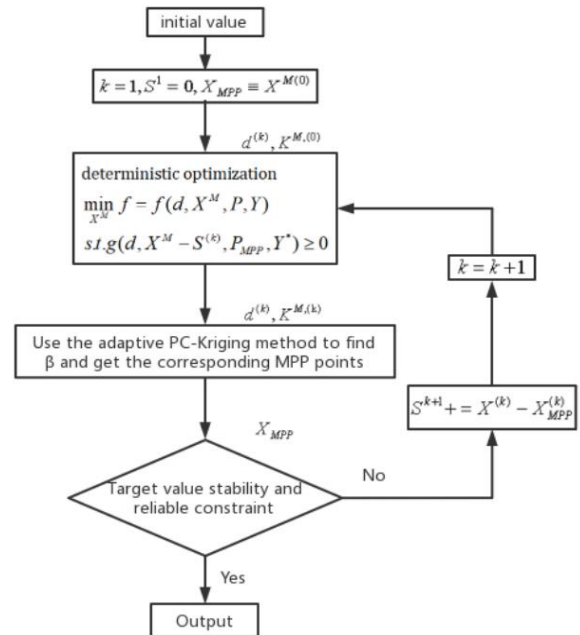 initial value
k = 1, S¹ = 0, X_MPP ≡ X^M(0)
d^(k), K^M,(0)
deterministic optimization
min f = f(d, X^M, P, Y)
X^M
s.t.g(d, X^M − S^(k), P_MPP, Y*) ≥ 0
d^(k), K^M,(k)
Use the adaptive PC-Kriging method to find
β and get the corresponding MPP points
X_MPP
Target value stability and
reliable constraint
No
S^k+1 + = X^(k) − X_MPP^(k)
k = k+1
Yes
Output